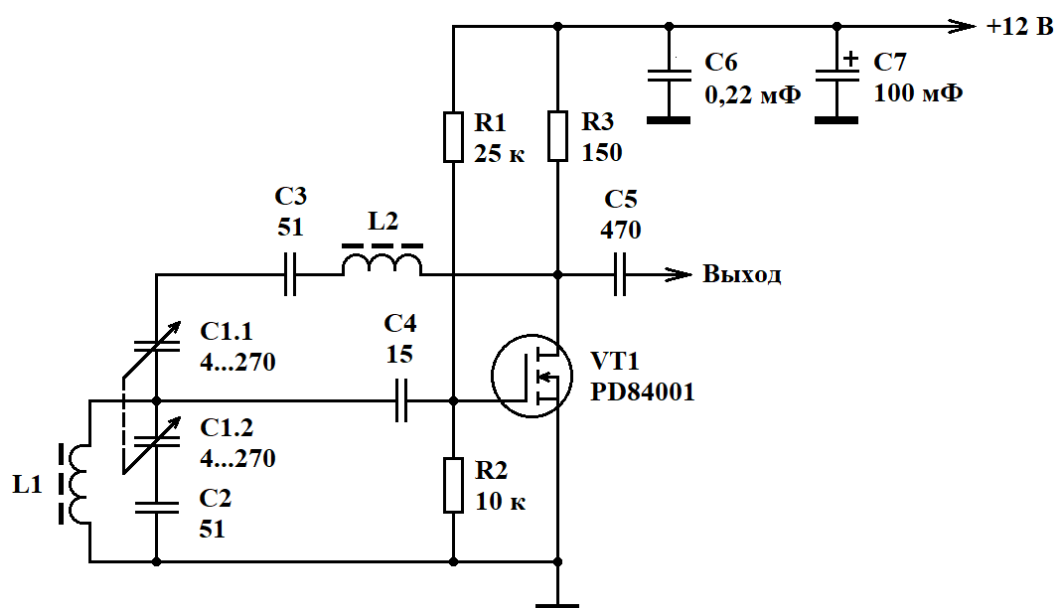 +12 В
C6
0,22 мФ
C7
+
100 мФ
R1
25 к
R3
150
C3
51
L2
C5
470
Выход
C1.1
4...270
C4
15
VT1
PD84001
C1.2
4...270
L1
C2
51
R2
10 к